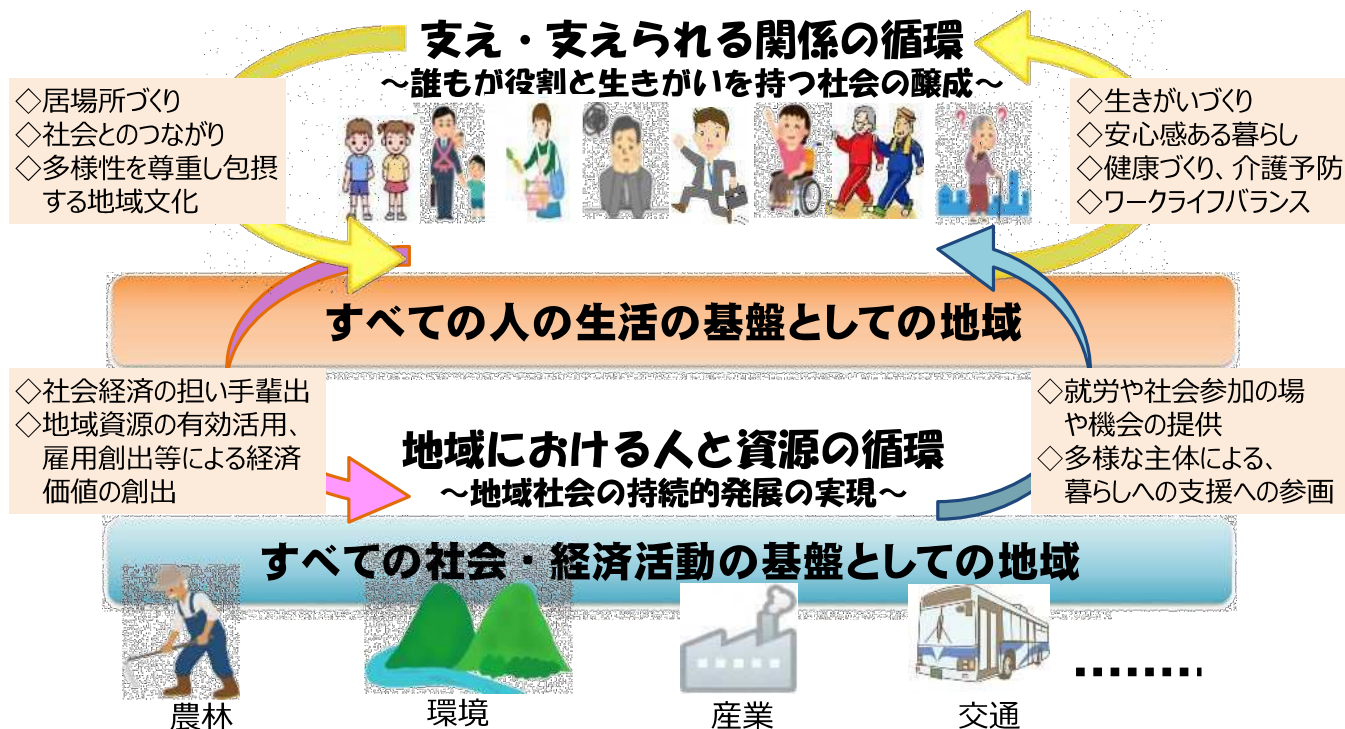 支え・支えられる関係の循環
～誰もが役割と生きがいを持つ社会の醸成～
◇居場所づくり
◇社会とのつながり
◇多様性を尊重し包摂
する地域文化
◇生きがいづくり
◇安心感ある暮らし
◇健康づくり、介護予防
◇ワークライフバランス
? ?
すべての人の生活の基盤としての地域
◇社会経済の担い手輩出
◇地域資源の有効活用、
雇用創出等による経済
価値の創出
地域における人と資源の循環
～地域社会の持続的発展の実現～
◇就労や社会参加の場
や機会の提供
◇多様な主体による、
暮らしへの支援への参画
すべての社会・経済活動の基盤としての地域
農林
環境
産業
交通
………